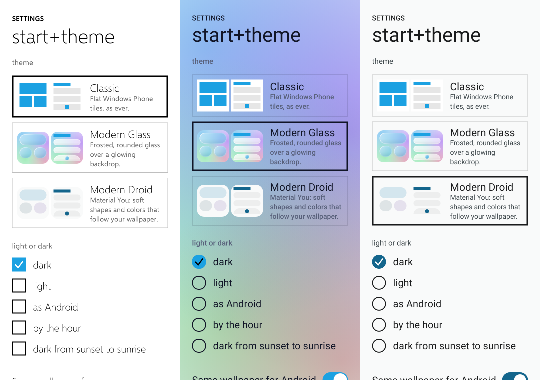 SETTINGS
start+theme
theme
Classic
Flat Windows Phone
tiles, as ever.
Modern Glass
Frosted, rounded glass
over a glowing
backdrop.
Modern Droid
Material You: soft
shapes and colors that
follow your wallpaper.
light or dark
dark
light
as Android
by the hour
dark from sunset to sunrise
SETTINGS
start+theme
theme
Classic
Flat Windows Phone
tiles, as ever.
Modern Glass
Frosted, rounded glass
over a glowing
backdrop.
Modern Droid
Material You: soft
shapes and colors that
follow your wallpaper.
light or dark
dark
light
as Android
by the hour
dark from sunset to sunrise
Same wallpaper for Android
SETTINGS
start+theme
theme
Classic
Flat Windows Phone
tiles, as ever.
Modern Glass
Frosted, rounded glass
over a glowing
backdrop.
Modern Droid
Material You: soft
shapes and colors that
follow your wallpaper.
light or dark
dark
light
as Android
by the hour
dark from sunset to sunrise
Same wallpaper for Android